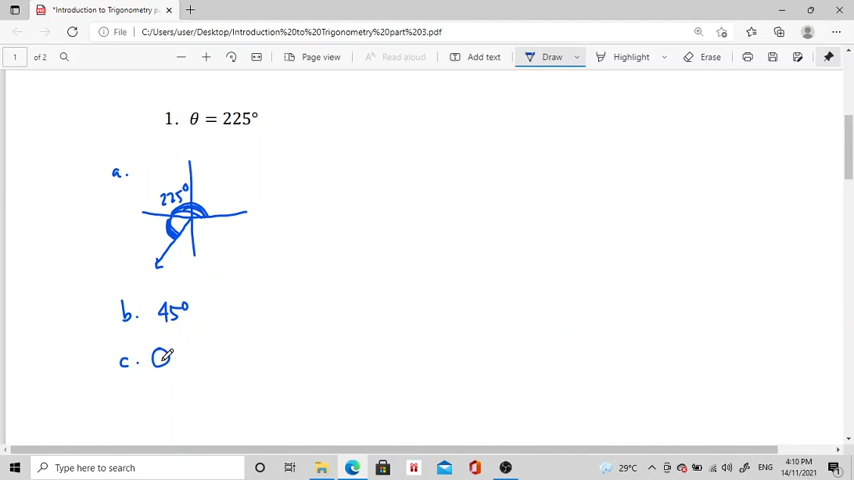 *Introduction to Trigonometry pa
File
C:/Users/user/Desktop/Introduction%20to%20Trigonometry%20part%203.pdf
1 of 2
Page view
Read aloud
Add text
Draw
Highlight
Erase
1. θ = 225°
a.
225°
b. 45°
c.
Type here to search
29°C
ENG
4:10 PM
14/11/2021